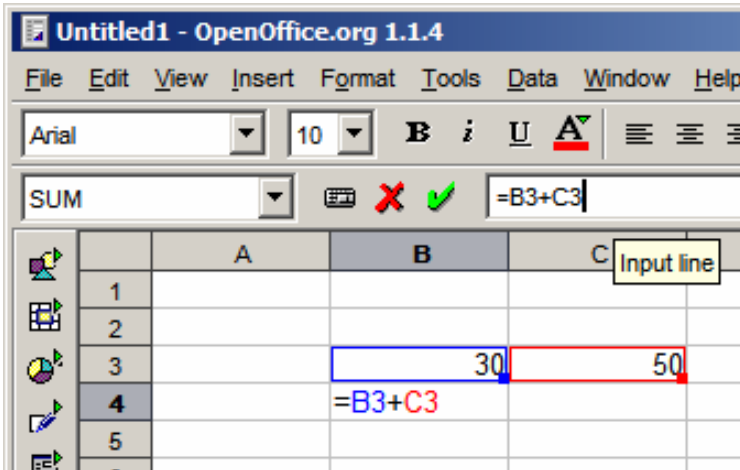 Untitled1 - OpenOffice.org 1.1.4
File Edit View Insert Format Tools Data Window Help
Arial 10 B i U A
SUM =B3+C3
A B C Input line
1
2
3 30 50
4 =B3+C3
5